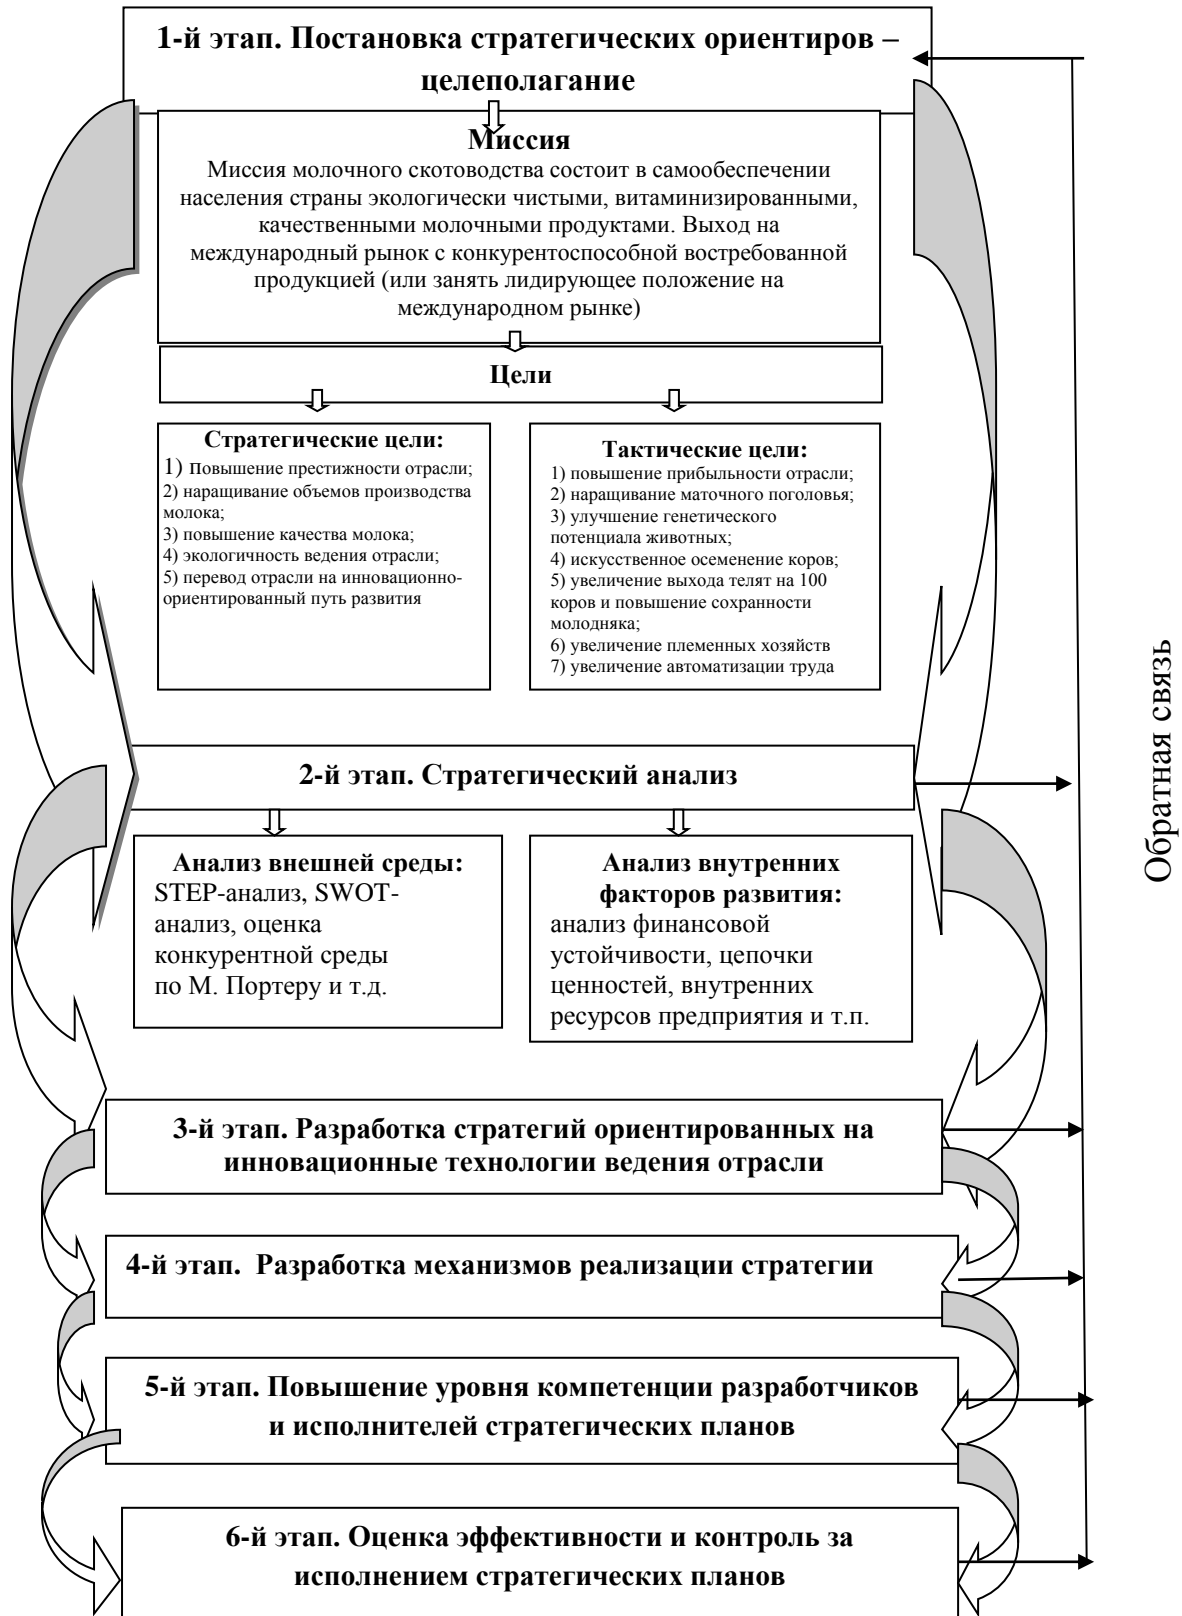 1-й этап. Постановка стратегических ориентиров –
целеполагание
Миссия
Миссия молочного скотоводства состоит в самообеспечении
населения страны экологически чистыми, витаминизированными,
качественными молочными продуктами. Выход на
международный рынок с конкурентоспособной востребованной
продукцией (или занять лидирующее положение на
международном рынке)
Цели
Стратегические цели:
1) Повышение престижности отрасли;
2) наращивание объемов производства
молока;
3) повышение качества молока;
4) экологичность ведения отрасли;
5) перевод отрасли на инновационно-
ориентированный путь развития
Тактические цели:
1) повышение прибыльности отрасли;
2) наращивание маточного поголовья;
3) улучшение генетического
потенциала животных;
4) искусственное осеменение коров;
5) увеличение выхода телят на 100
коров и повышение сохранности
молодняка;
6) увеличение племенных хозяйств
7) увеличение автоматизации труда
2-й этап. Стратегический анализ
Анализ внешней среды:
STEP-анализ, SWOT-
анализ, оценка
конкурентной среды
по М. Портеру и т.д.
Анализ внутренних
факторов развития:
анализ финансовой
устойчивости, цепочки
ценностей, внутренних
ресурсов предприятия и т.п.
3-й этап. Разработка стратегий ориентированных на
инновационные технологии ведения отрасли
4-й этап.  Разработка механизмов реализации стратегии
5-й этап. Повышение уровня компетенции разработчиков
и исполнителей стратегических планов
6-й этап. Оценка эффективности и контроль за
исполнением стратегических планов
Обратная связь